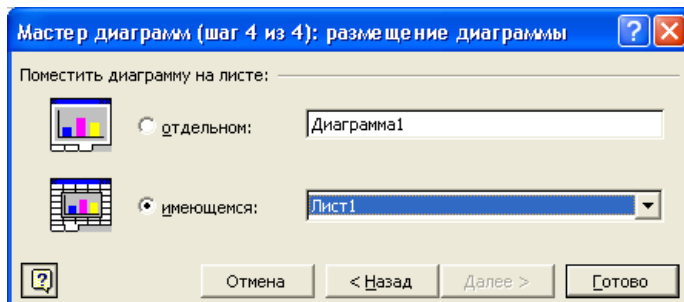 Мастер диаграмм (шаг 4 из 4): размещение диаграммы
Поместить диаграмму на листе:
отдельном: Диаграмма1
имеющемся: Лист1
Отмена < Назад Далее > Готово